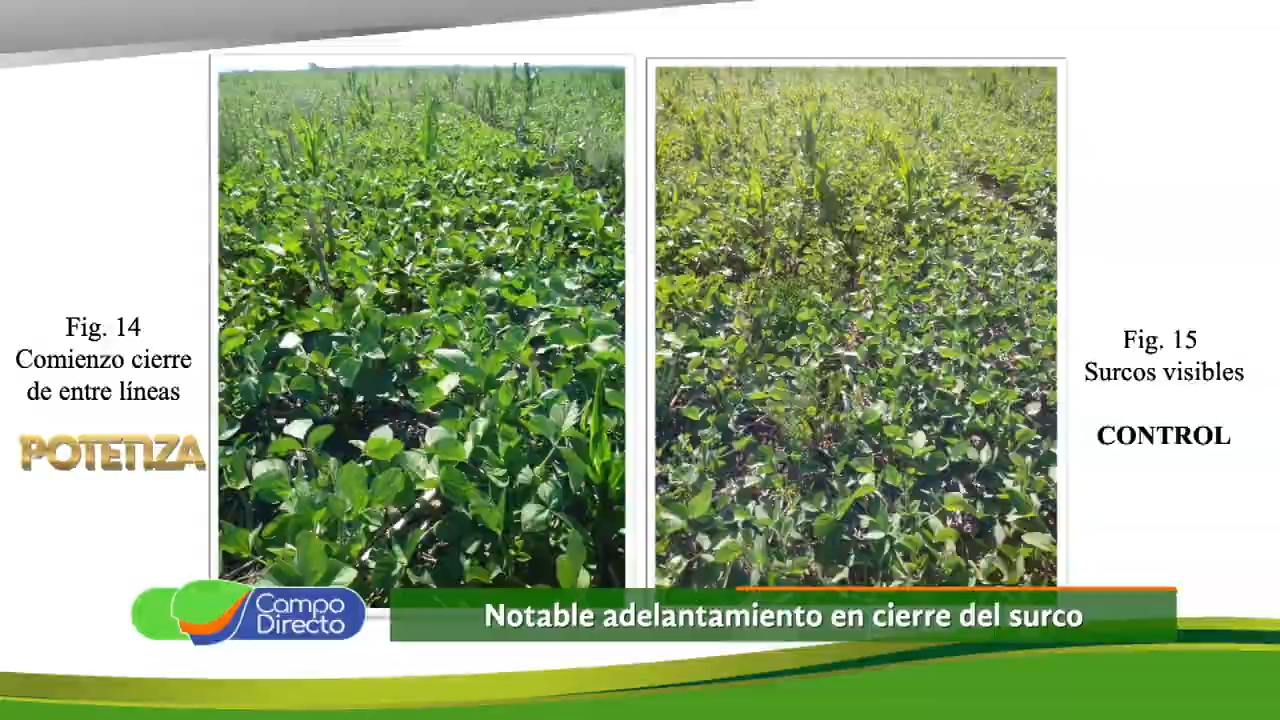 Fig. 14
Comienzo cierre
de entre líneas
POTETIZA
Fig. 15
Surcos visibles
CONTROL
Campo
Directo
Notable adelantamiento en cierre del surco